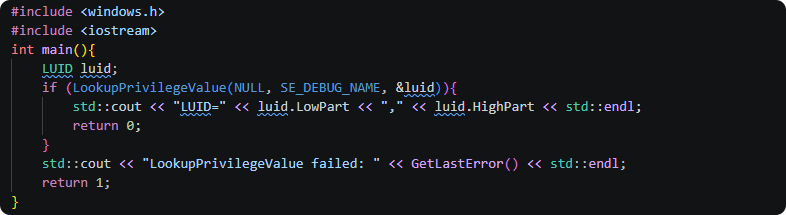 #include <windows.h>
#include <iostream>
int main(){
    LUID luid;
    if (LookupPrivilegeValue(NULL, SE_DEBUG_NAME, &luid)){
        std::cout << "LUID=" << luid.LowPart << "," << luid.HighPart << std::endl;
        return 0;
    }
    std::cout << "LookupPrivilegeValue failed: " << GetLastError() << std::endl;
    return 1;
}